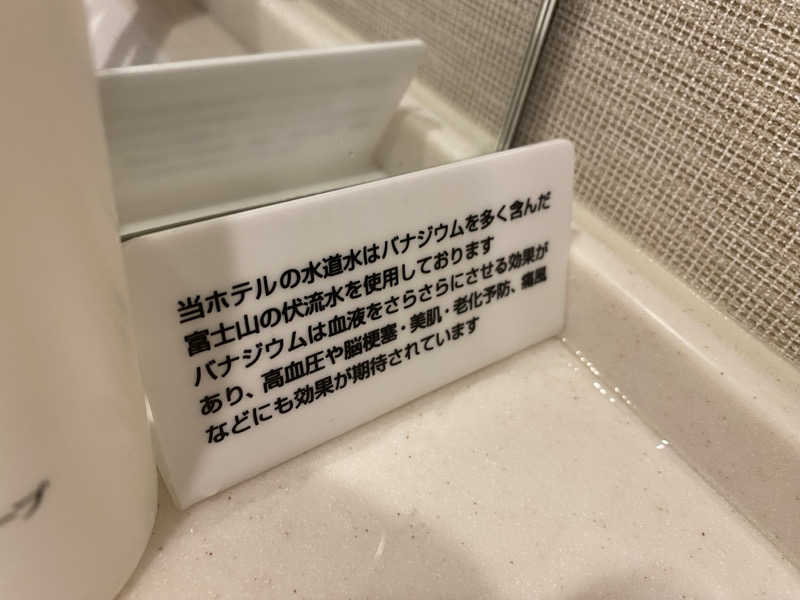 当ホテルの水道水はバナジウムを多く含んだ
富士山の伏流水を使用しております
バナジウムは血液をさらさらにさせる効果が
あり、高血圧や脳梗塞・美肌・老化予防、痛風
などにも効果が期待されています
ープ